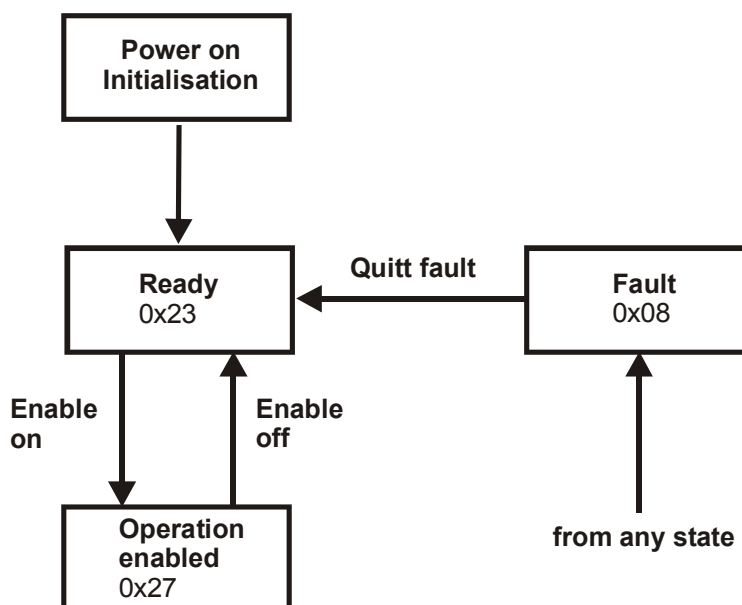 Power on
Initialisation
Ready
0x23
Quitt fault
Fault
0x08
Enable
on
Enable
off
Operation
enabled
0x27
from any state